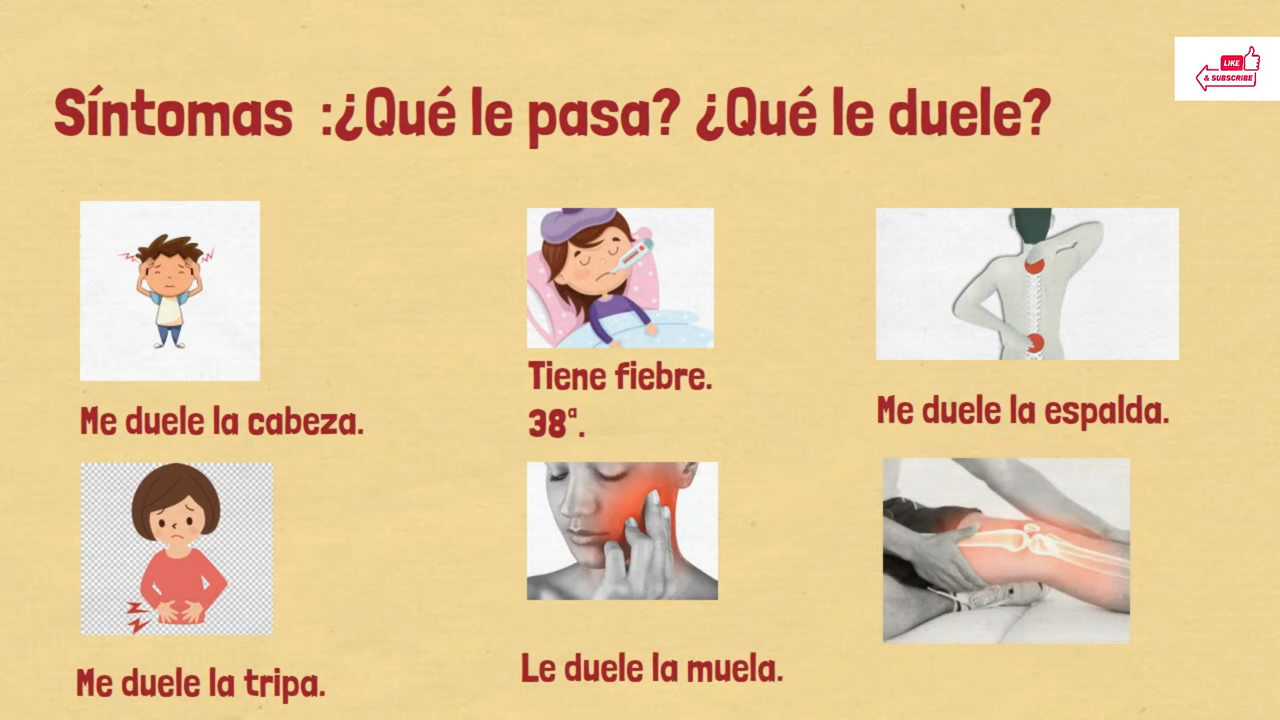 Síntomas :¿Qué le pasa? ¿Qué le duele?
LIKE
& SUBSCRIBE
Me duele la cabeza.
Tiene fiebre.
38ª.
Me duele la espalda.
Me duele la tripa.
Le duele la muela.